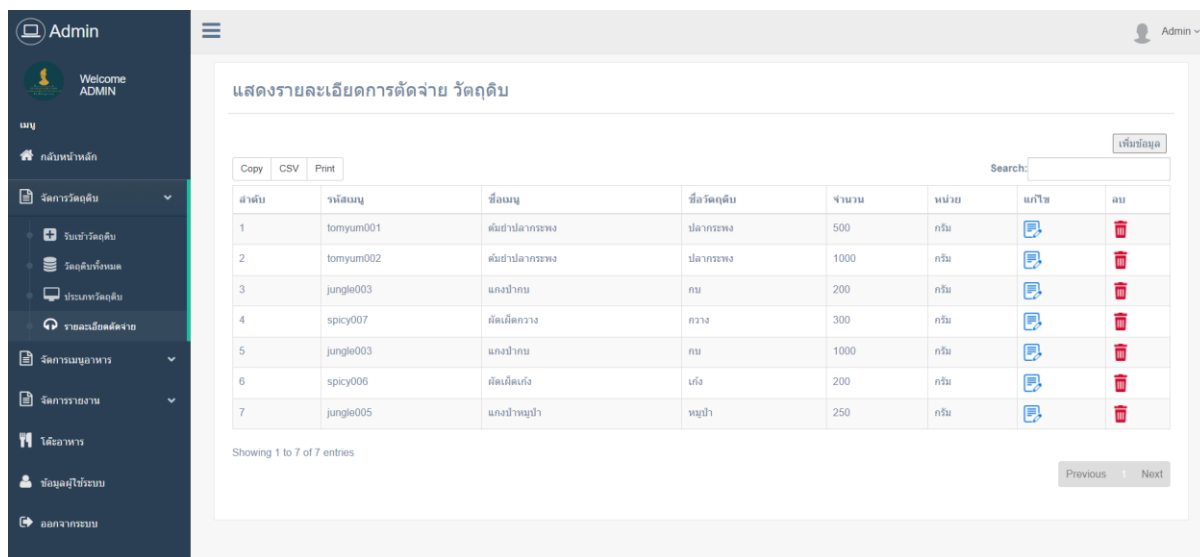 Admin
Admin
Welcome
ADMIN
เมนู
กลับหน้าหลัก
จัดการวัตถุดิบ
รับเข้าวัตถุดิบ
วัตถุดิบทั้งหมด
ประเภทวัตถุดิบ
รายละเอียดตัดจ่าย
จัดการเมนูอาหาร
จัดการรายงาน
โต๊ะอาหาร
ข้อมูลผู้ใช้ระบบ
ออกจากระบบ
แสดงรายละเอียดการตัดจ่าย วัตถุดิบ
เพิ่มข้อมูล
Copy CSV Print Search:
ลำดับ รหัสเมนู ชื่อเมนู ชื่อวัตถุดิบ จำนวน หน่วย แก้ไข ลบ
1 tomyum001 ต้มยำปลากระพง ปลากระพง 500 กรัม
2 tomyum002 ต้มยำปลากระพง ปลากระพง 1000 กรัม
3 jungle003 แกงป่ากบ กบ 200 กรัม
4 spicy007 ผัดเผ็ดกวาง กวาง 300 กรัม
5 jungle003 แกงป่ากบ กบ 1000 กรัม
6 spicy006 ผัดเผ็ดเก้ง เก้ง 200 กรัม
7 jungle005 แกงป่าหมูป่า หมูป่า 250 กรัม
Showing 1 to 7 of 7 entries
Previous 1 Next